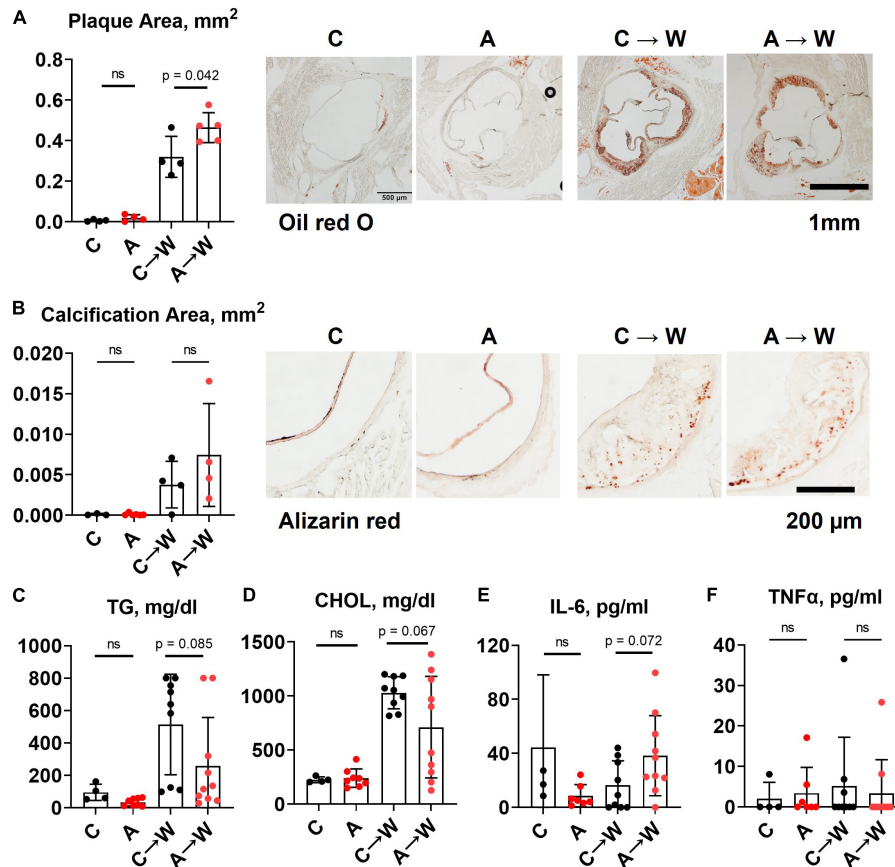 A
Plaque Area, mm²
ns
p = 0.042
0.8
0.6
0.4
0.2
0.0
C
A
C→W
A→W
C
A
C → W
A → W
500 µm
Oil red O
1mm
B
Calcification Area, mm²
ns
ns
0.020
0.015
0.010
0.005
0.000
C
A
C→W
A→W
C
A
C → W
A → W
Alizarin red
200 µm
C
TG, mg/dl
ns
p = 0.085
1000
800
600
400
200
0
C
A
C→W
A→W
D
CHOL, mg/dl
ns
p = 0.067
1500
1000
500
0
C
A
C→W
A→W
E
IL-6, pg/ml
ns
p = 0.072
120
80
40
0
C
A
C→W
A→W
F
TNFα, pg/ml
ns
ns
40
30
20
10
0
C
A
C→W
A→W